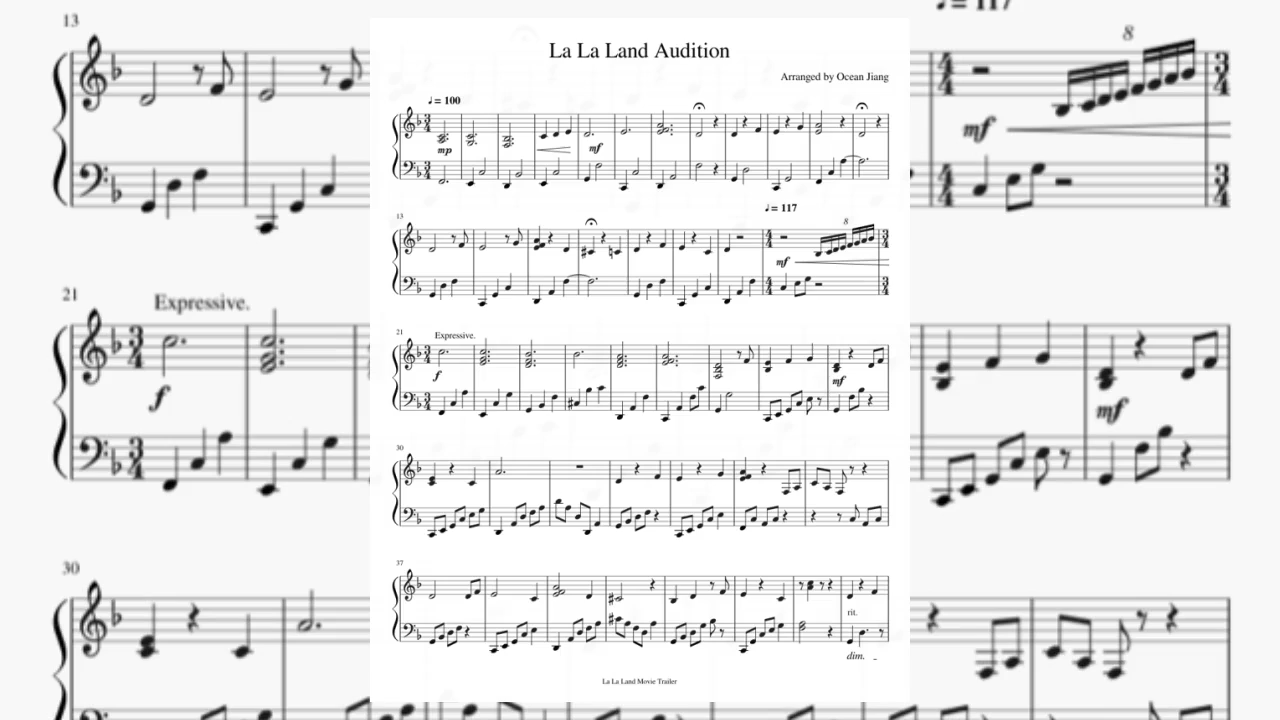 La La Land Audition
Arranged by Ocean Jiang
♩ = 100
mp
mf
13
♩ = 117
8
mf
21
Expressive.
f
mf
30
37
rit.
dim.
La La Land Movie Trailer
13
♩ = 117
8
mf
21
Expressive.
f
mf
30